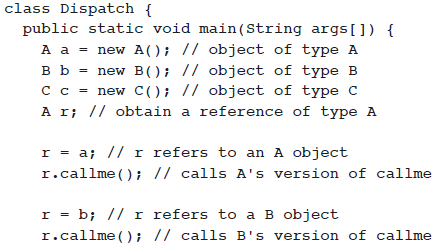 class Dispatch {
public static void main(String args[]) {
A a = new A(); // object of type A
B b = new B(); // object of type B
C c = new C(); // object of type C
A r; // obtain a reference of type A
r = a; // r refers to an A object
r.callme(); // calls A's version of callme
r = b; // r refers to a B object
r.callme(); // calls B's version of callme